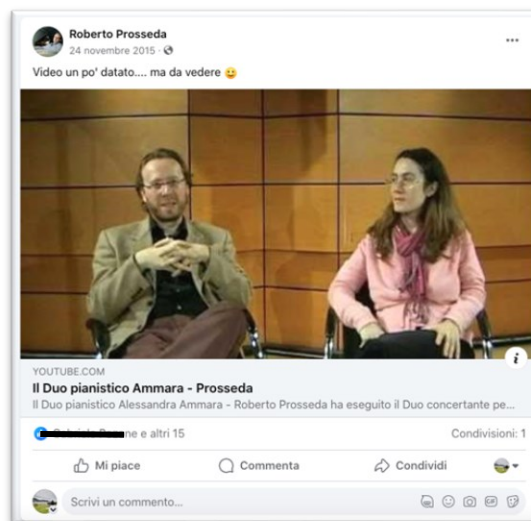 Roberto Prosseda
24 novembre 2015 ·
Video un po' datato.... ma da vedere 😀
YOUTUBE.COM
Il Duo pianistico Ammara - Prosseda
Il Duo pianistico Alessandra Ammara - Roberto Prosseda ha eseguito il Duo concertante pe...
e altri 15
Condivisioni: 1
Mi piace
Commenta
Condividi
Scrivi un commento...
GIF